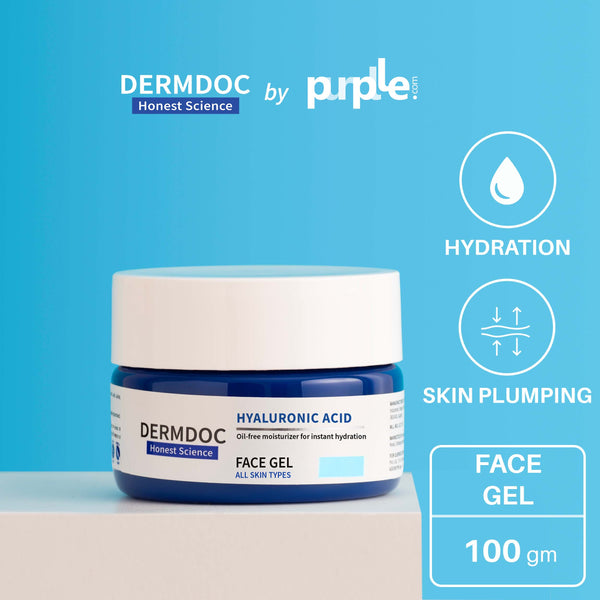 DERMDOC
Honest Science
by
purplle.com
HYDRATION
SKIN PLUMPING
HYALURONIC ACID
Oil-free moisturizer for instant hydration
DERMDOC
Honest Science
FACE GEL
ALL SKIN TYPES
FACE
GEL
100 gm